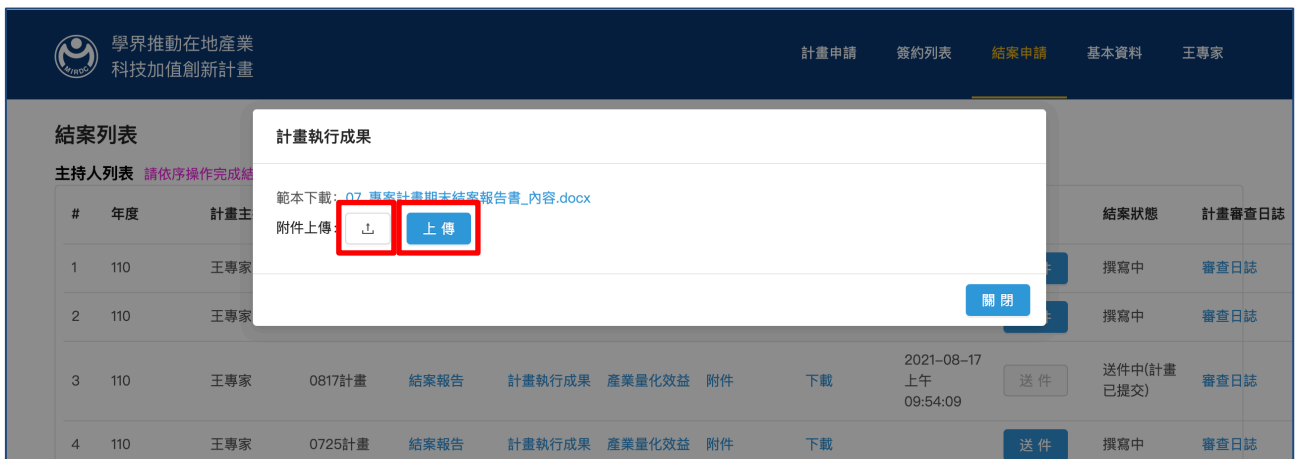 MIRDC
學界推動在地產業
科技加值創新計畫
計畫申請 簽約列表 結案申請 基本資料 王專家
結案列表
計畫執行成果
主持人列表 請依序操作完成結
範本下載：07_專案計畫期末結案報告書_內容.docx
附件上傳： 上傳
# 年度 計畫主 結案狀態 計畫審查日誌
1 110 王專家 撰寫中 審查日誌
關閉
2 110 王專家 撰寫中 審查日誌
3 110 王專家 0817計畫 結案報告 計畫執行成果 產業量化效益 附件 下載 2021-08-17 上午 09:54:09 送件 送件中(計畫已提交) 審查日誌
4 110 王專家 0725計畫 結案報告 計畫執行成果 產業量化效益 附件 下載 送件 撰寫中 審查日誌